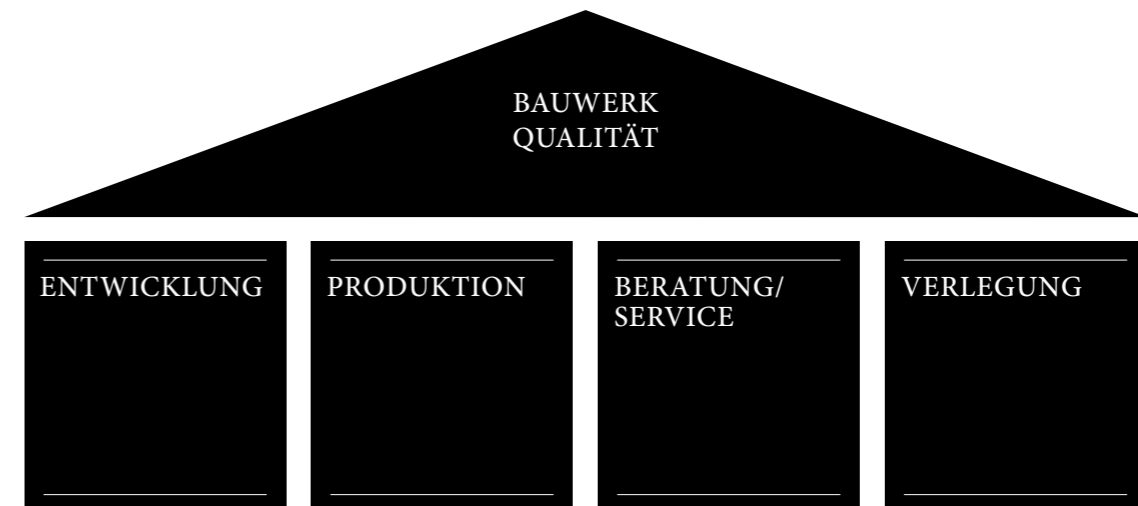 BAUWERK
QUALITÄT
ENTWICKLUNG
PRODUKTION
BERATUNG/
SERVICE
VERLEGUNG